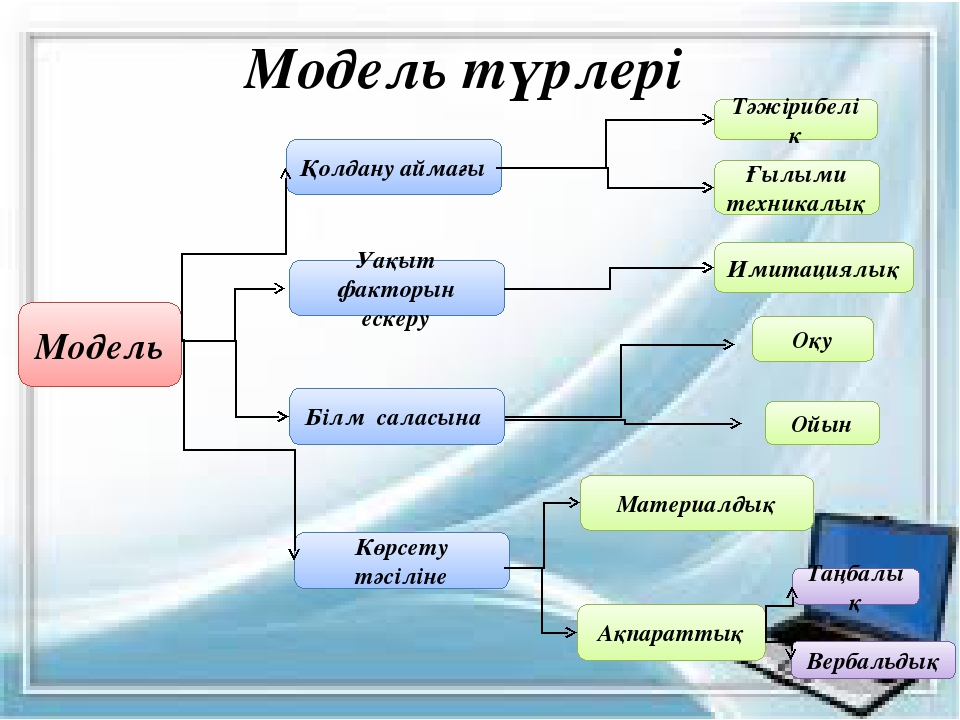 Модель түрлері
Тәжірибелі
к
Қолдану аймағы
Ғылыми
техникалық
Уақыт
факторын
ескеру
Имитациялық
Модель
Оқу
Білм саласына
Ойын
Материалдық
Көрсету
тәсіліне
Таңбалы
қ
Ақпараттық
Вербальдық